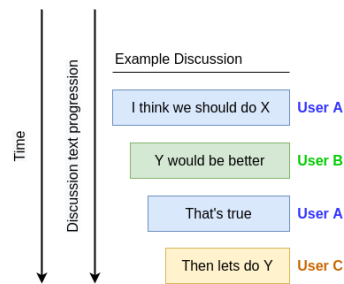 Time
Discussion text progression
Example Discussion
I think we should do X User A
Y would be better User B
That's true User A
Then lets do Y User C